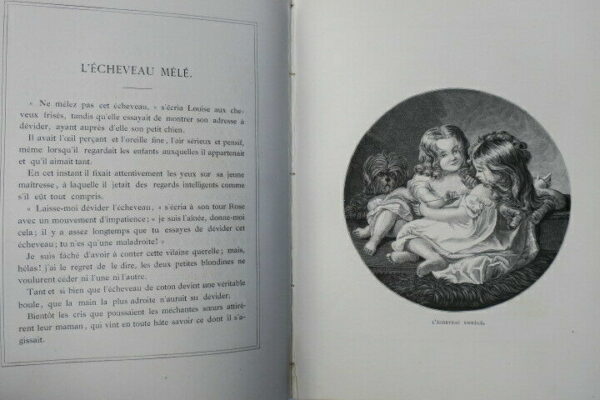 L'ÉCHEVEAU MÊLÉ.
« Ne mêlez pas cet écheveau, » s'écria Louise aux che-
veux frisés, tandis qu'elle essayait de montrer son adresse à
dévider, ayant auprès d'elle son petit chien.
Il avait l'œil perçant et l'oreille fine, l'air sérieux et pensif,
même lorsqu'il regardait les enfants auxquelles il appartenait
et qu'il aimait tant.
En cet instant il fixait attentivement les yeux sur sa jeune
maîtresse, à laquelle il jetait des regards intelligents comme
s'il eût tout compris.
« Laisse-moi dévider l'écheveau, » s'écria à son tour Rose
avec un mouvement d'impatience; « je suis l'aînée, donne-moi
cela; il y a assez longtemps que tu essayes de dévider cet
écheveau; tu n'es qu'une maladroite! »
Je suis fâché d'avoir à conter cette vilaine querelle; mais,
hélas! j'ai le regret de le dire, les deux petites blondines ne
voulurent céder ni l'une ni l'autre.
Tant et si bien que l'écheveau de coton devint une véritable
boule, que la main la plus adroite n'aurait su dévider.
Bientôt les cris que poussaient les méchantes sœurs attirè-
rent leur maman, qui vint en toute hâte savoir ce dont il s'a-
gissait.
L'ÉCHEVEAU EMMÊLÉ.